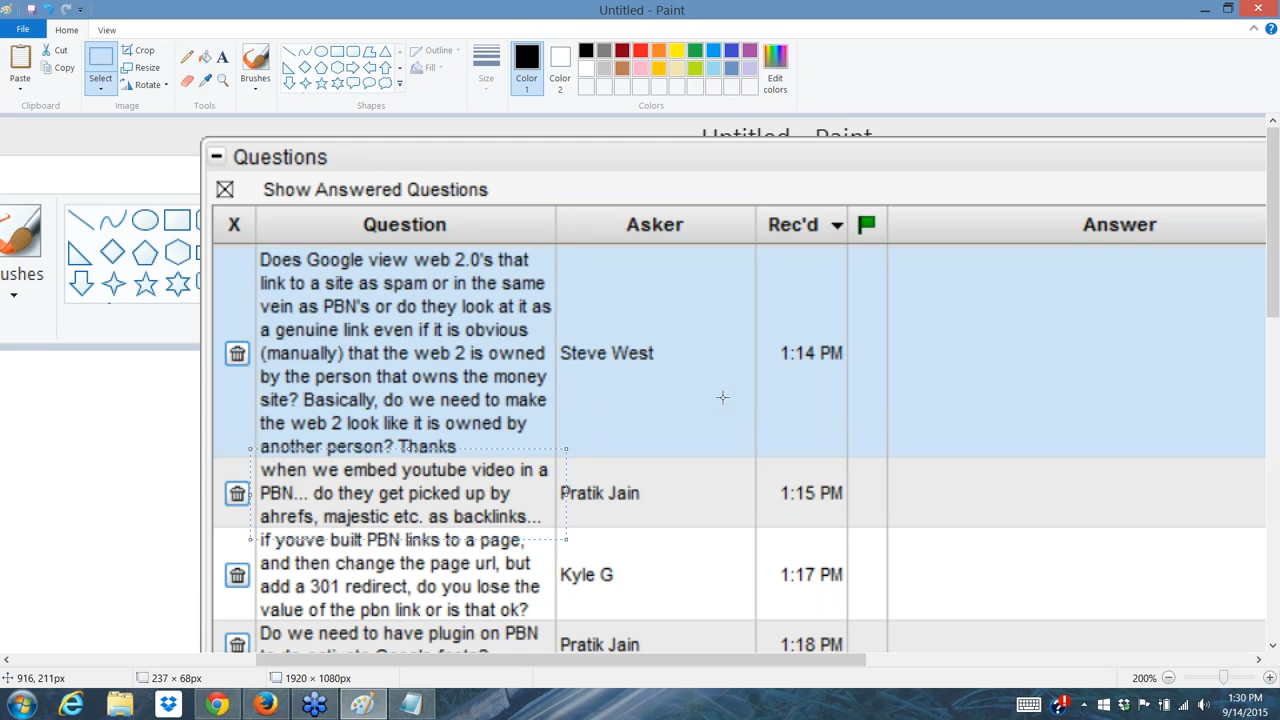 Untitled - Paint
File
Home
View
Paste
Cut
Copy
Clipboard
Select
Crop
Resize
Rotate
Image
Tools
Brushes
Shapes
Outline
Fill
Size
Color 1
Color 2
Edit colors
Colors
Untitled - Paint
ushes
Questions
Show Answered Questions
X Question Asker Rec'd Answer
Does Google view web 2.0's that
link to a site as spam or in the same
vein as PBN's or do they look at it as
a genuine link even if it is obvious
(manually) that the web 2 is owned
by the person that owns the money
site? Basically, do we need to make
the web 2 look like it is owned by
another person? Thanks
Steve West 1:14 PM
when we embed youtube video in a
PBN... do they get picked up by
ahrefs, majestic etc. as backlinks...
Pratik Jain 1:15 PM
if youve built PBN links to a page,
and then change the page url, but
add a 301 redirect, do you lose the
value of the pbn link or is that ok?
Kyle G 1:17 PM
Do we need to have plugin on PBN
Pratik Jain 1:18 PM
916, 211px
237 × 68px
1920 × 1080px
200%
1:30 PM
9/14/2015